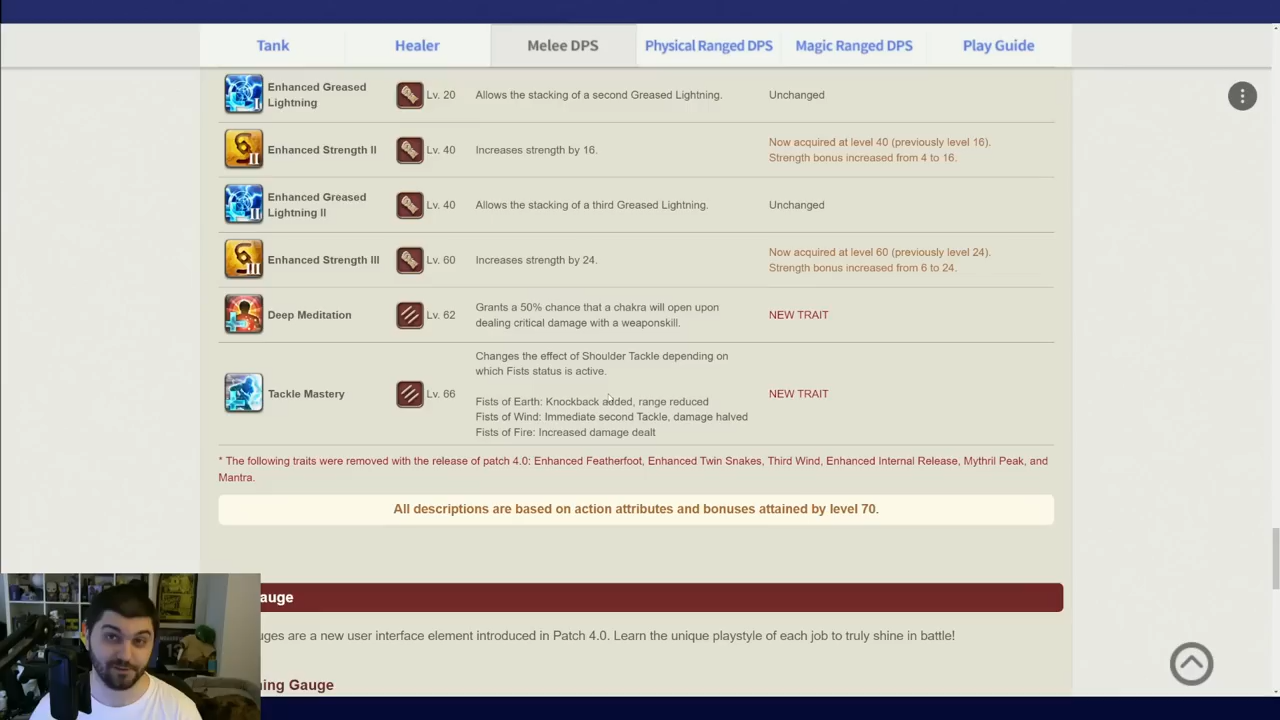 Tank
Healer
Melee DPS
Physical Ranged DPS
Magic Ranged DPS
Play Guide
Enhanced Greased
Lightning
Lv. 20
Allows the stacking of a second Greased Lightning.
Unchanged
Enhanced Strength II
Lv. 40
Increases strength by 16.
Now acquired at level 40 (previously level 16).
Strength bonus increased from 4 to 16.
Enhanced Greased
Lightning II
Lv. 40
Allows the stacking of a third Greased Lightning.
Unchanged
Enhanced Strength III
Lv. 60
Increases strength by 24.
Now acquired at level 60 (previously level 24).
Strength bonus increased from 6 to 24.
Deep Meditation
Lv. 62
Grants a 50% chance that a chakra will open upon
dealing critical damage with a weaponskill.
NEW TRAIT
Tackle Mastery
Lv. 66
Changes the effect of Shoulder Tackle depending on
which Fists status is active.
Fists of Earth: Knockback added, range reduced
Fists of Wind: Immediate second Tackle, damage halved
Fists of Fire: Increased damage dealt
NEW TRAIT
* The following traits were removed with the release of patch 4.0: Enhanced Featherfoot, Enhanced Twin Snakes, Third Wind, Enhanced Internal Release, Mythril Peak, and
Mantra.
All descriptions are based on action attributes and bonuses attained by level 70.
auge
uges are a new user interface element introduced in Patch 4.0. Learn the unique playstyle of each job to truly shine in battle!
ning Gauge